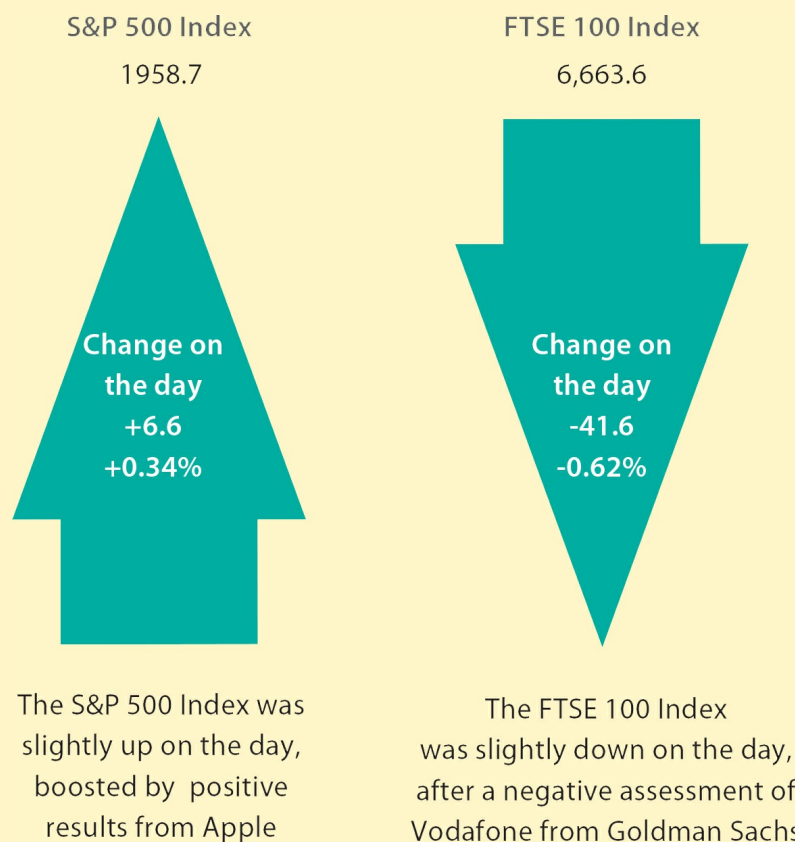 S&P 500 Index
1958.7
Change on
the day
+6.6
+0.34%
The S&P 500 Index was
slightly up on the day,
boosted by positive
results from Apple
FTSE 100 Index
6,663.6
Change on
the day
-41.6
-0.62%
The FTSE 100 Index
was slightly down on the day,
after a negative assessment of
Vodafone from Goldman Sachs